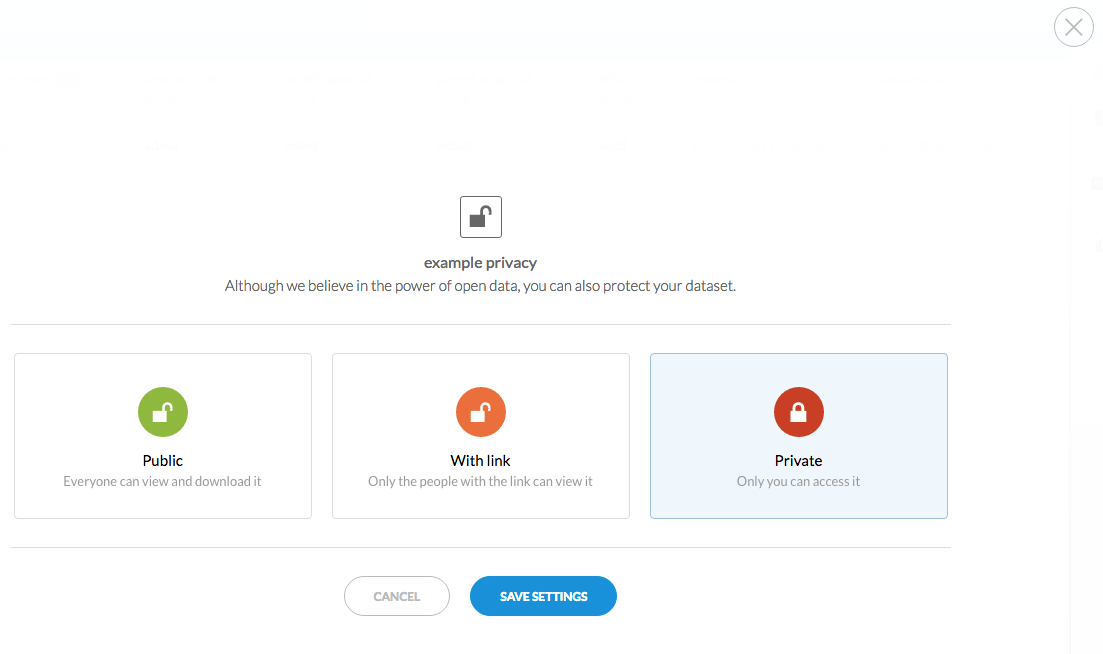 example privacy
Although we believe in the power of open data, you can also protect your dataset.
Public
Everyone can view and download it
With link
Only the people with the link can view it
Private
Only you can access it
CANCEL
SAVE SETTINGS